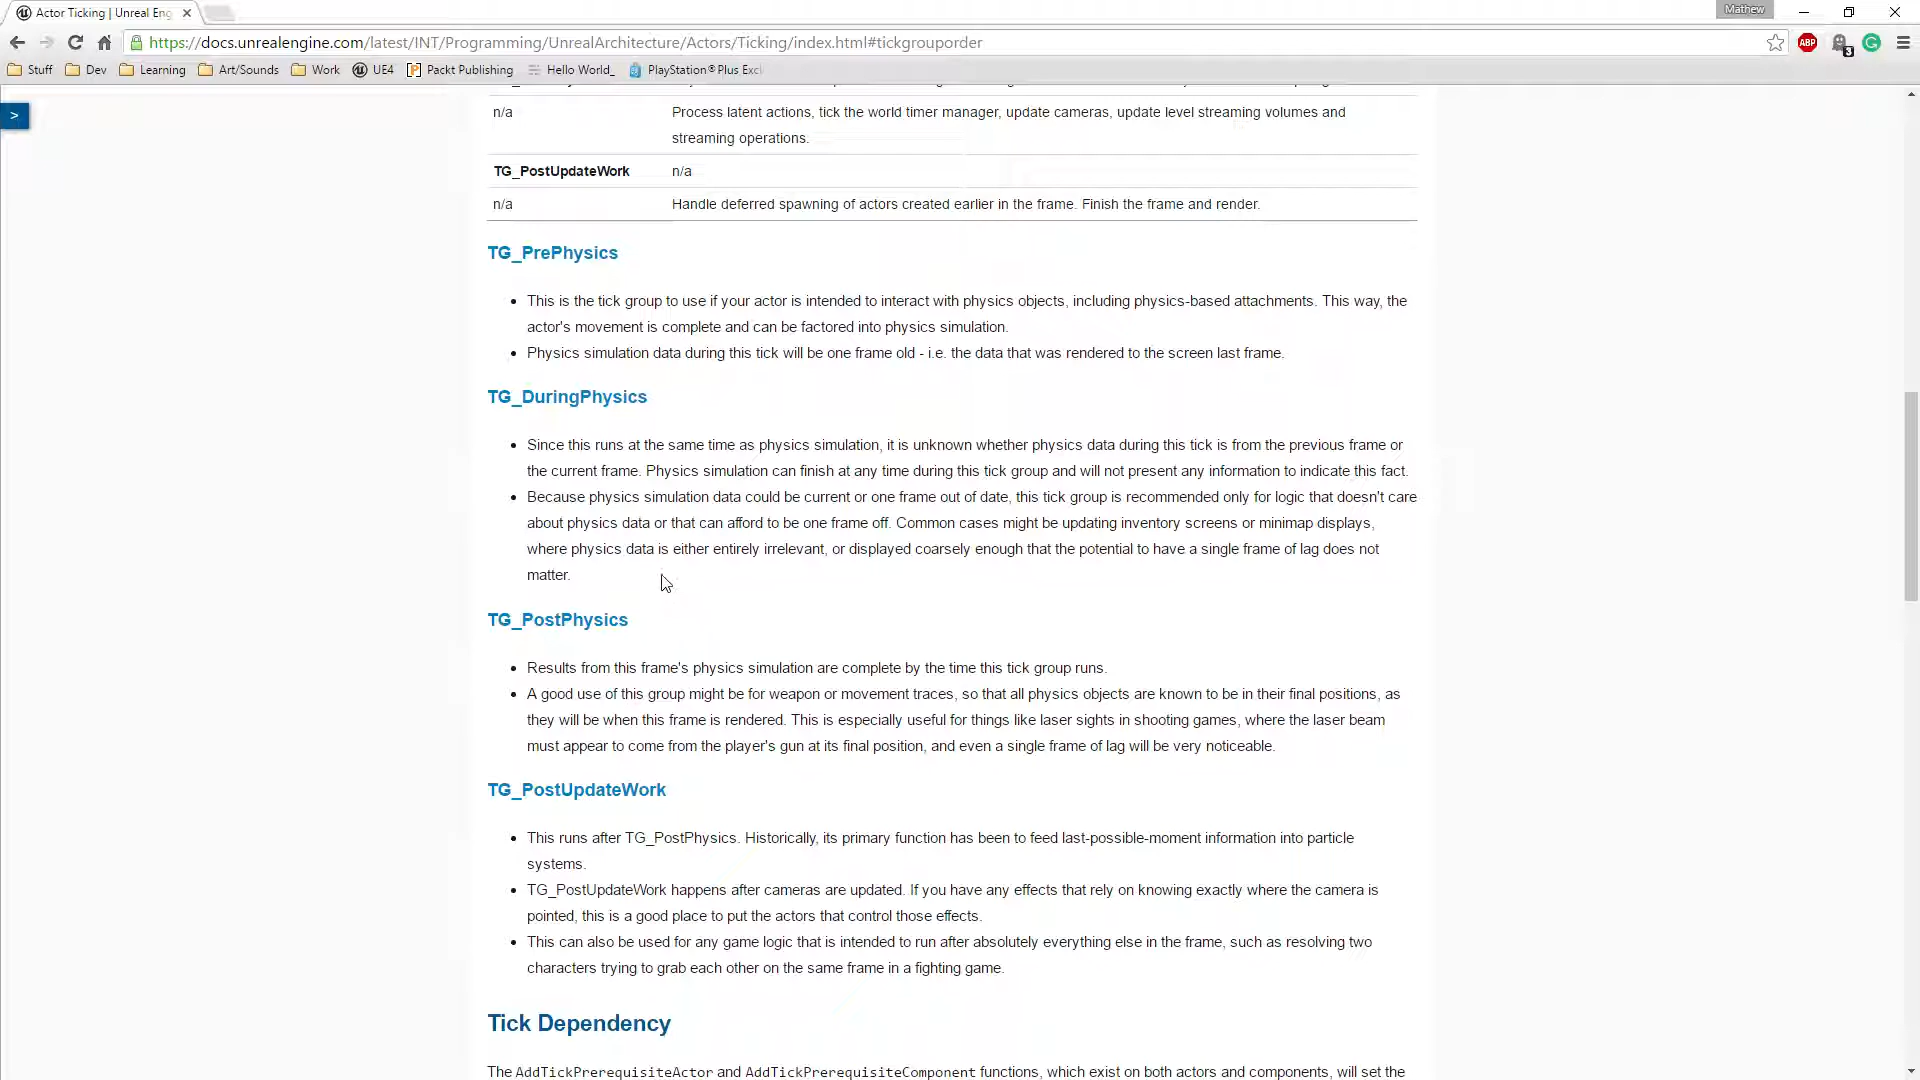 Actor Ticking | Unreal Eng
Mathew
https://docs.unrealengine.com/latest/INT/Programming/UnrealArchitecture/Actors/Ticking/index.html#tickgrouporder
ABP
3
Stuff Dev Learning Art/Sounds Work UE4 Packt Publishing Hello World_ PlayStation®Plus Excl
>
n/a Process latent actions, tick the world timer manager, update cameras, update level streaming volumes and
streaming operations.
TG_PostUpdateWork n/a
n/a Handle deferred spawning of actors created earlier in the frame. Finish the frame and render.
TG_PrePhysics
• This is the tick group to use if your actor is intended to interact with physics objects, including physics-based attachments. This way, the
actor's movement is complete and can be factored into physics simulation.
• Physics simulation data during this tick will be one frame old - i.e. the data that was rendered to the screen last frame.
TG_DuringPhysics
• Since this runs at the same time as physics simulation, it is unknown whether physics data during this tick is from the previous frame or
the current frame. Physics simulation can finish at any time during this tick group and will not present any information to indicate this fact.
• Because physics simulation data could be current or one frame out of date, this tick group is recommended only for logic that doesn't care
about physics data or that can afford to be one frame off. Common cases might be updating inventory screens or minimap displays,
where physics data is either entirely irrelevant, or displayed coarsely enough that the potential to have a single frame of lag does not
matter.
TG_PostPhysics
• Results from this frame's physics simulation are complete by the time this tick group runs.
• A good use of this group might be for weapon or movement traces, so that all physics objects are known to be in their final positions, as
they will be when this frame is rendered. This is especially useful for things like laser sights in shooting games, where the laser beam
must appear to come from the player's gun at its final position, and even a single frame of lag will be very noticeable.
TG_PostUpdateWork
• This runs after TG_PostPhysics. Historically, its primary function has been to feed last-possible-moment information into particle
systems.
• TG_PostUpdateWork happens after cameras are updated. If you have any effects that rely on knowing exactly where the camera is
pointed, this is a good place to put the actors that control those effects.
• This can also be used for any game logic that is intended to run after absolutely everything else in the frame, such as resolving two
characters trying to grab each other on the same frame in a fighting game.
Tick Dependency
The AddTickPrerequisiteActor and AddTickPrerequisiteComponent functions, which exist on both actors and components, will set the